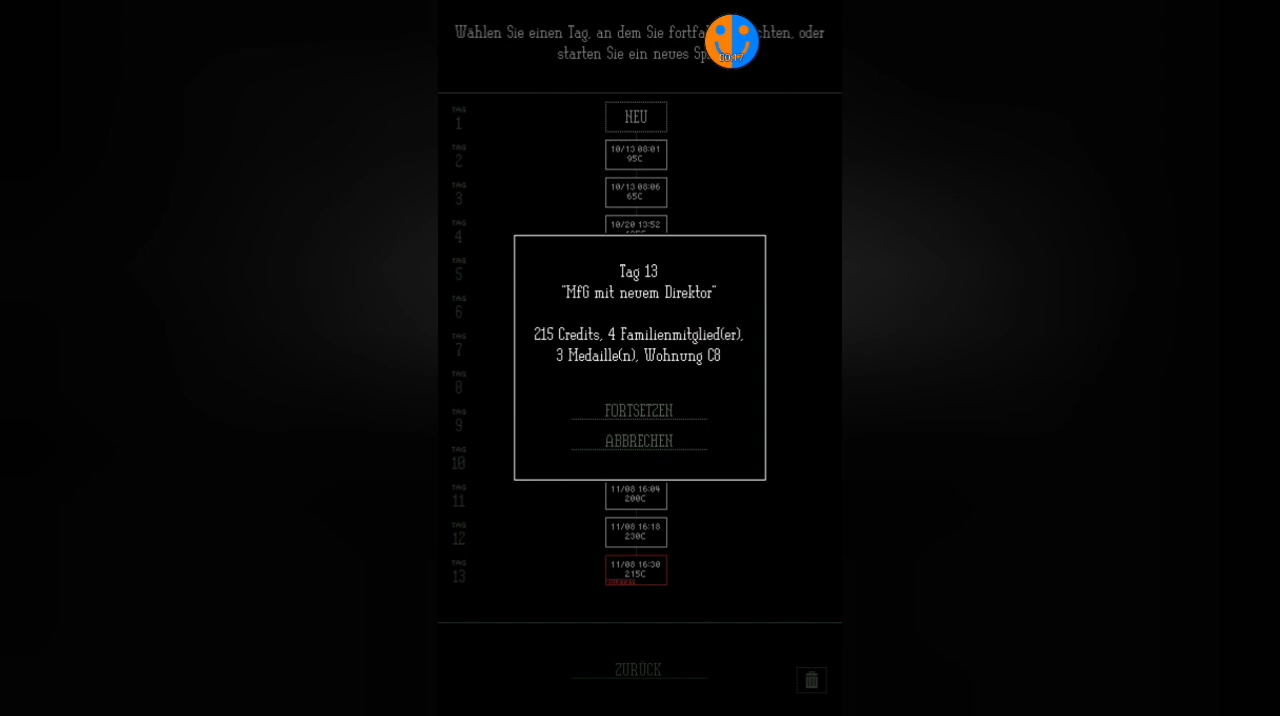 Wählen Sie einen Tag, an dem Sie oder
starten Sie ein neues
00:17
TAG
1
NEU
TAG
2
10/13 08:01
95C
TAG
3
10/13 08:06
65C
TAG
4
10/20 13:52
TAG
5
TAG
6
TAG
7
TAG
8
TAG
9
TAG
10
Tag 13
"MfG mit neuem Direktor"
215 Credits, 4 Familienmitglied(er),
3 Medaille(n), Wohnung C8
FORTSETZEN
ABBRECHEN
TAG
11
11/08 16:04
200C
TAG
12
11/08 16:18
230C
TAG
13
11/08 16:30
215C
ZURÜCK